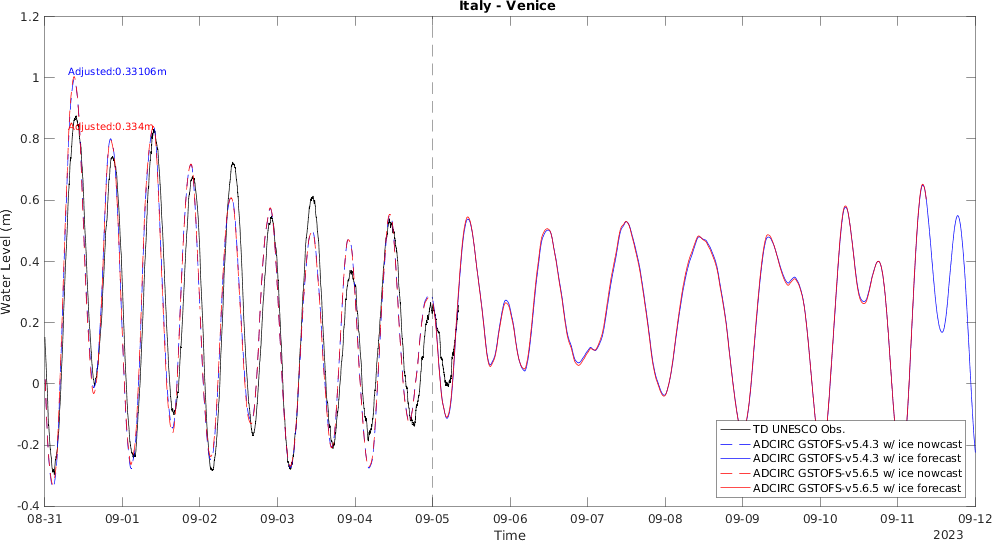 Italy - Venice
1.2
1
0.8
0.6
0.4
0.2
0
-0.2
-0.4
Water Level (m)
Adjusted:0.33106m
Adjusted:0.334m
TD UNESCO Obs.
ADCIRC GSTOFS-v5.4.3 w/ ice nowcast
ADCIRC GSTOFS-v5.4.3 w/ ice forecast
ADCIRC GSTOFS-v5.6.5 w/ ice nowcast
ADCIRC GSTOFS-v5.6.5 w/ ice forecast
08-31 09-01 09-02 09-03 09-04 09-05 09-06 09-07 09-08 09-09 09-10 09-11 09-12
Time
2023